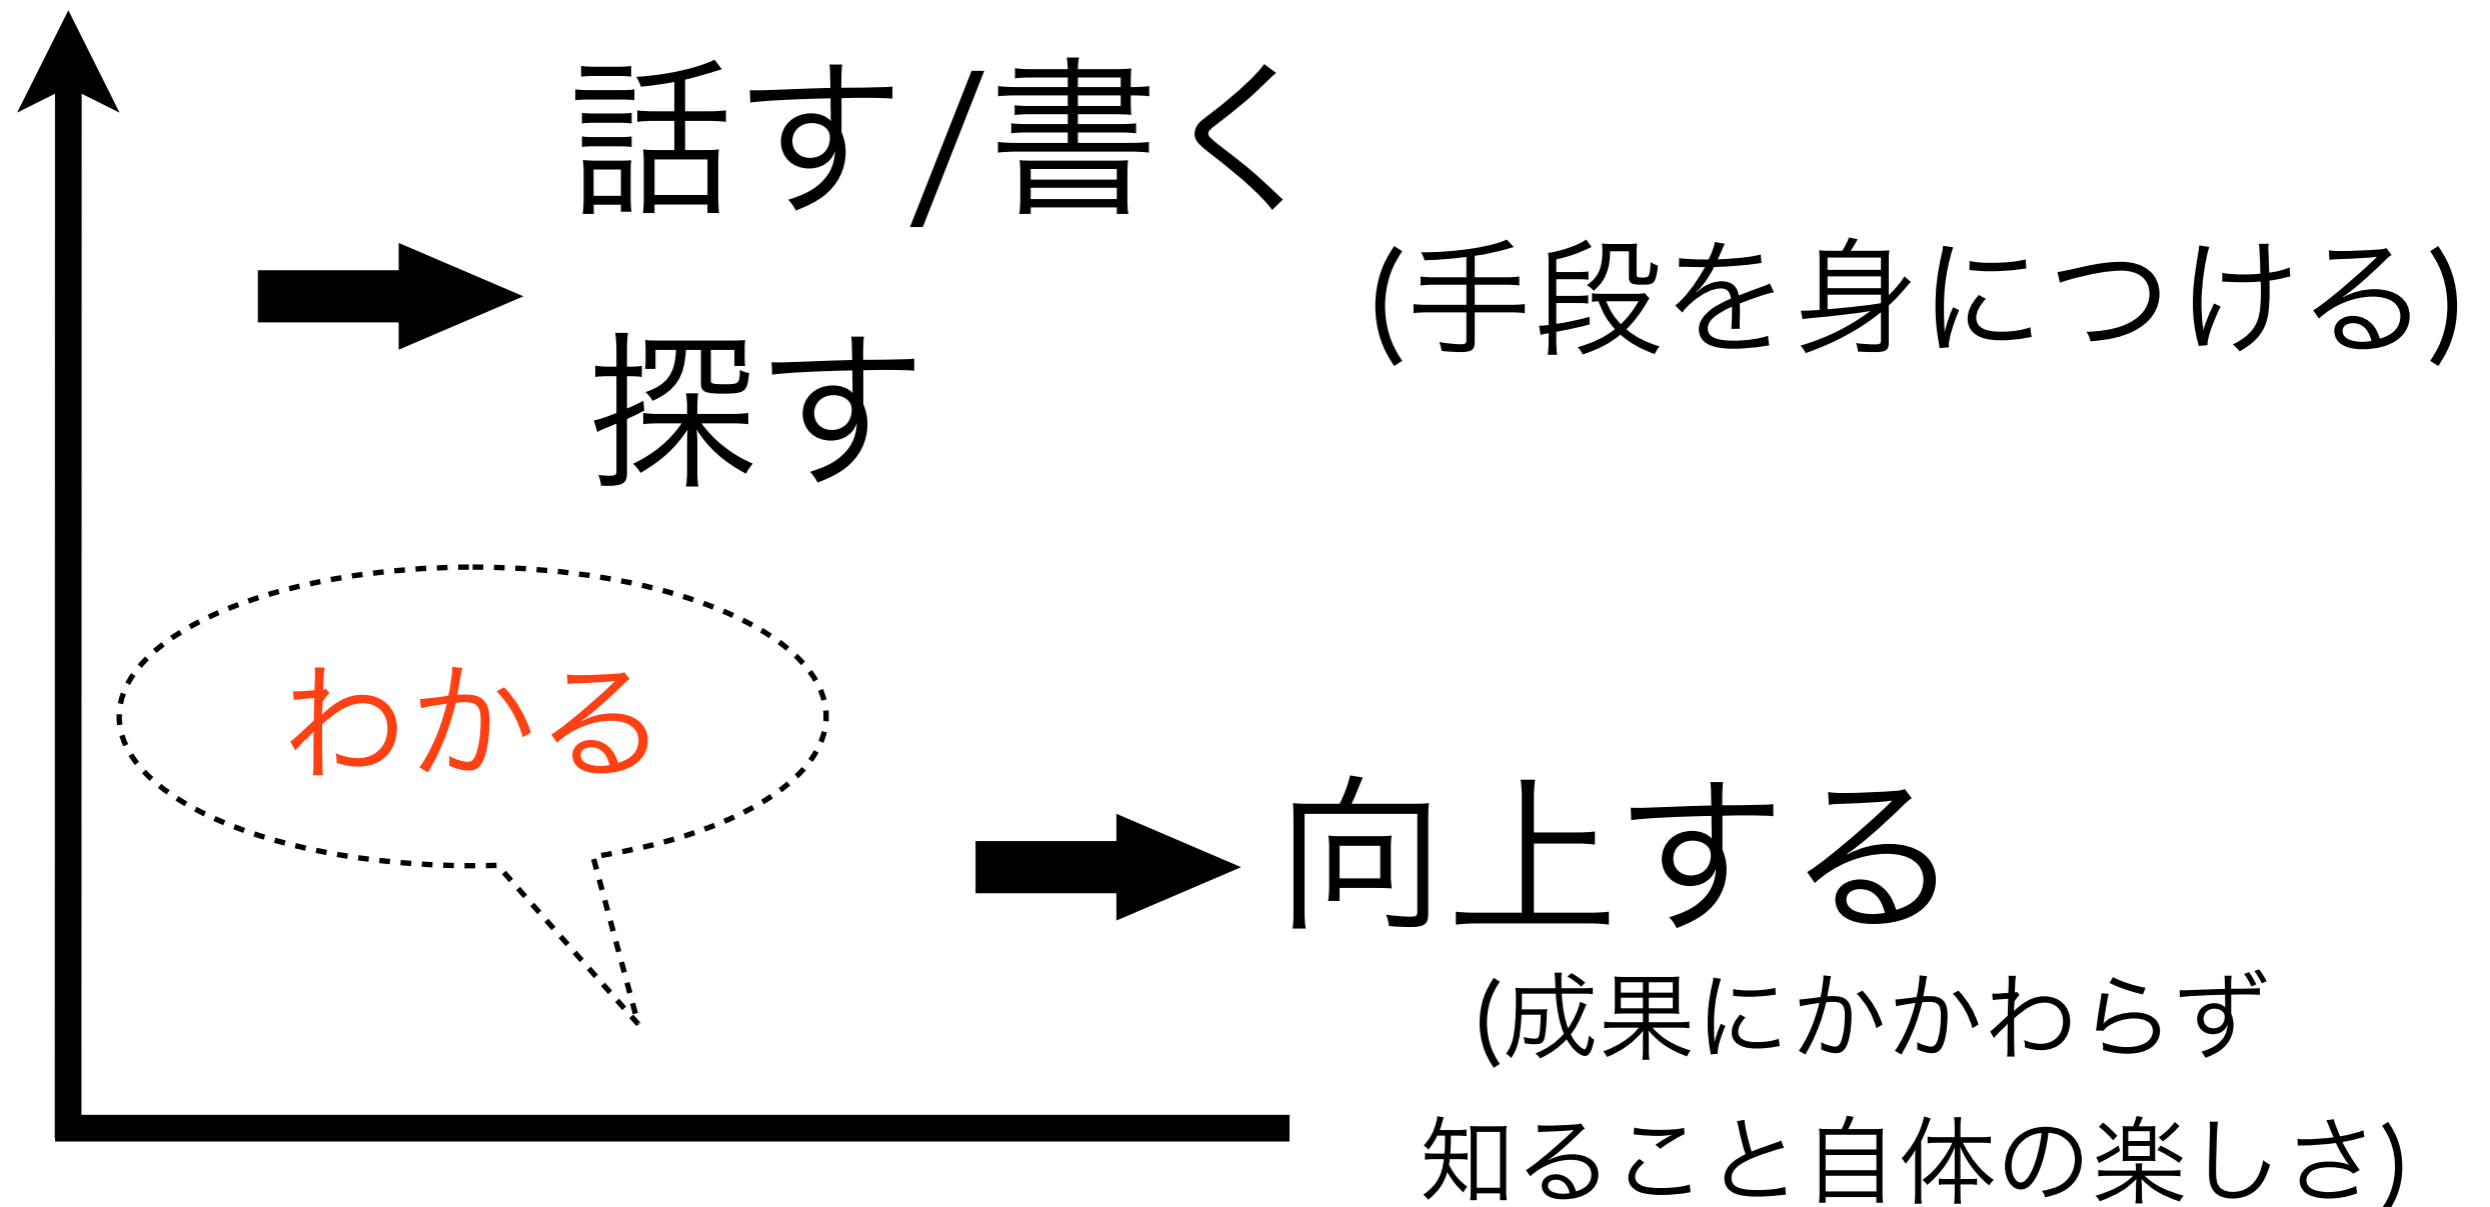 話す/書く
(手段を身につける)
探す
わかる
向上する
(成果にかかわらず
知ること自体の楽しさ)